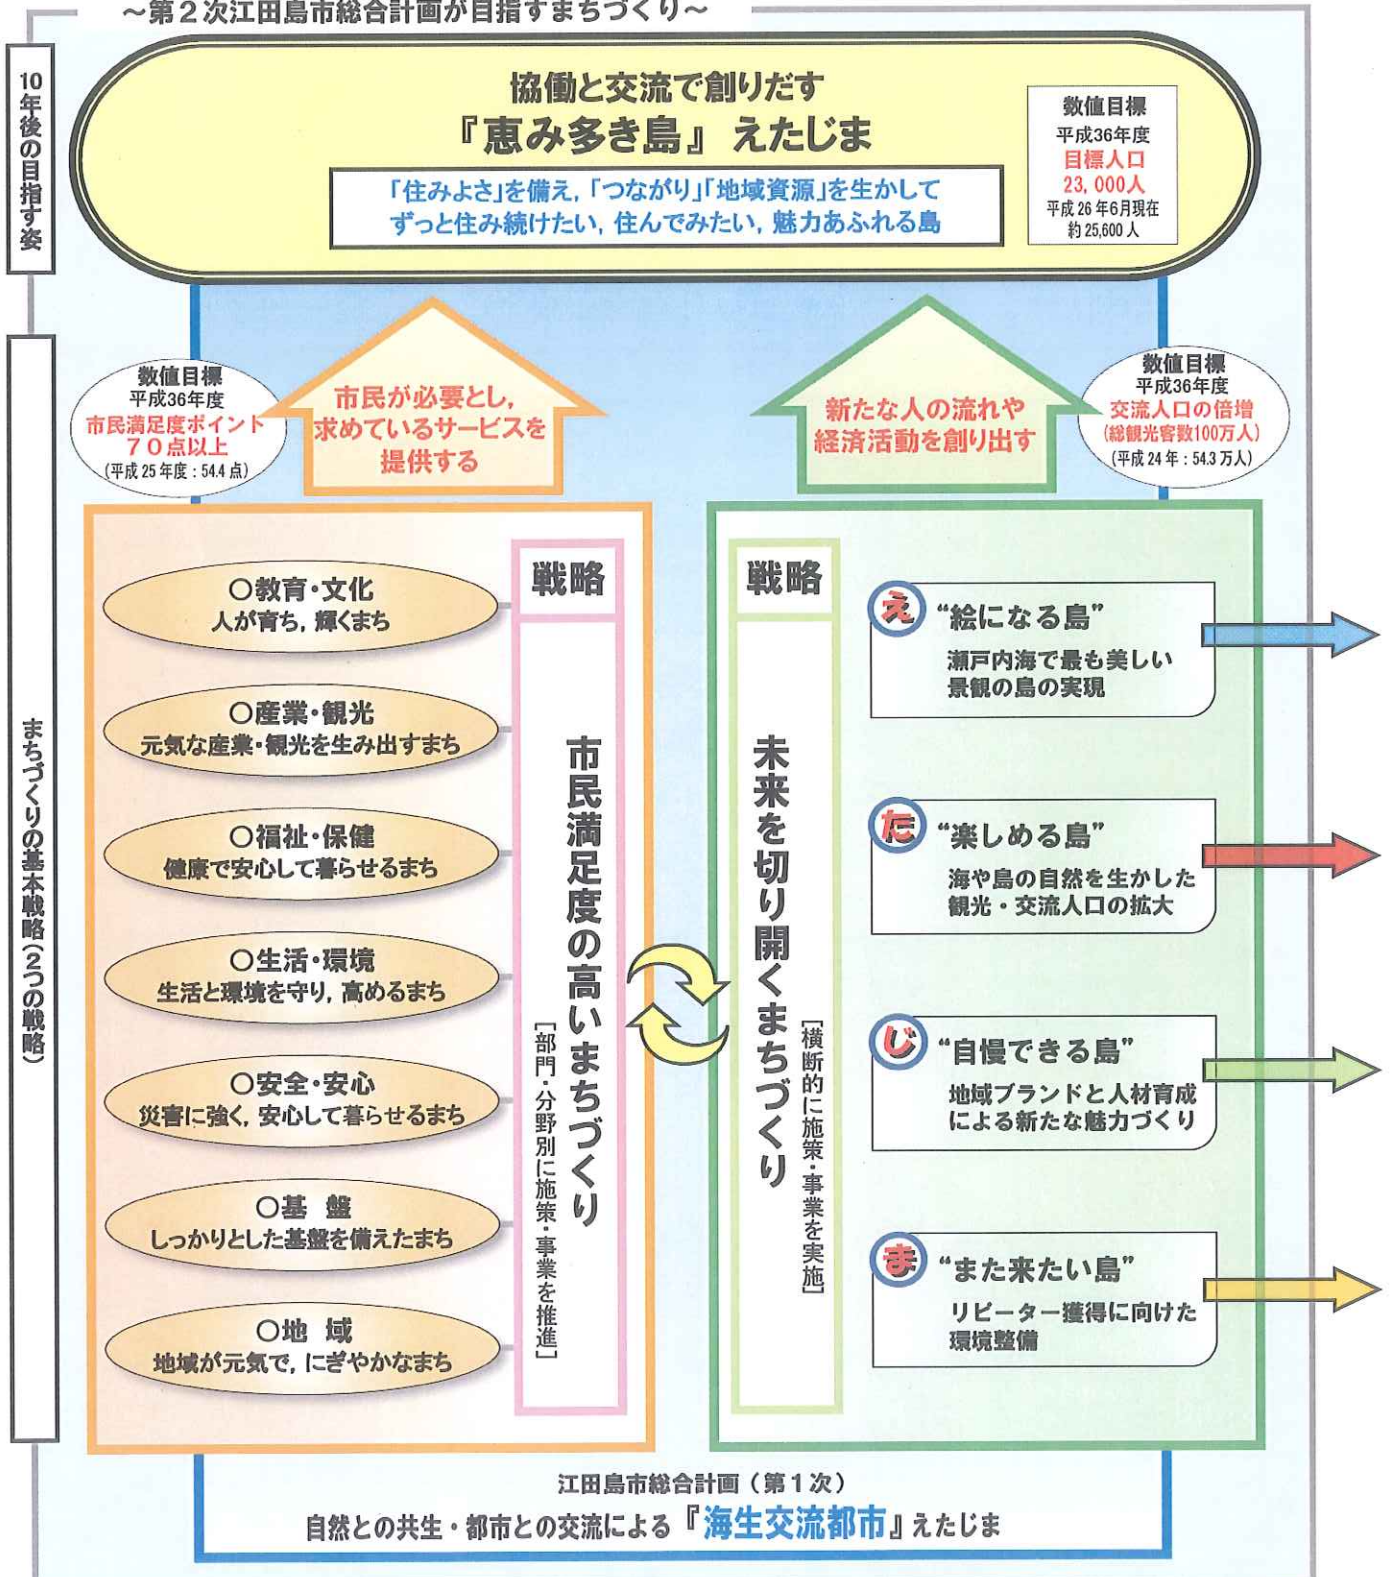 ～第２次江田島市総合計画が目指すまちづくり～
10年後の目指す姿
協働と交流で創りだす
『恵み多き島』えたじま
「住みよさ」を備え，「つながり」「地域資源」を生かして
ずっと住み続けたい，住んでみたい，魅力あふれる島
数値目標
平成36年度
目標人口
23,000人
平成26年6月現在
約25,600人
まちづくりの基本戦略（２つの戦略）
数値目標
平成36年度
市民満足度ポイント
７０点以上
（平成25年度：54.4点）
市民が必要とし，
求めているサービスを
提供する
新たな人の流れや
経済活動を創り出す
数値目標
平成36年度
交流人口の倍増
（総観光客数100万人）
（平成24年：54.3万人）
○教育・文化
人が育ち，輝くまち
○産業・観光
元気な産業・観光を生み出すまち
○福祉・保健
健康で安心して暮らせるまち
○生活・環境
生活と環境を守り，高めるまち
○安全・安心
災害に強く，安心して暮らせるまち
○基　盤
しっかりとした基盤を備えたまち
○地　域
地域が元気で，にぎやかなまち
戦略
市民満足度の高いまちづくり
［部門・分野別に施策・事業を推進］
戦略
未来を切り開くまちづくり
［横断的に施策・事業を実施］
え
“絵になる島”
瀬戸内海で最も美しい
景観の島の実現
た
“楽しめる島”
海や島の自然を生かした
観光・交流人口の拡大
じ
“自慢できる島”
地域ブランドと人材育成
による新たな魅力づくり
ま
“また来たい島”
リピーター獲得に向けた
環境整備
江田島市総合計画（第１次）
自然との共生・都市との交流による『海生交流都市』えたじま